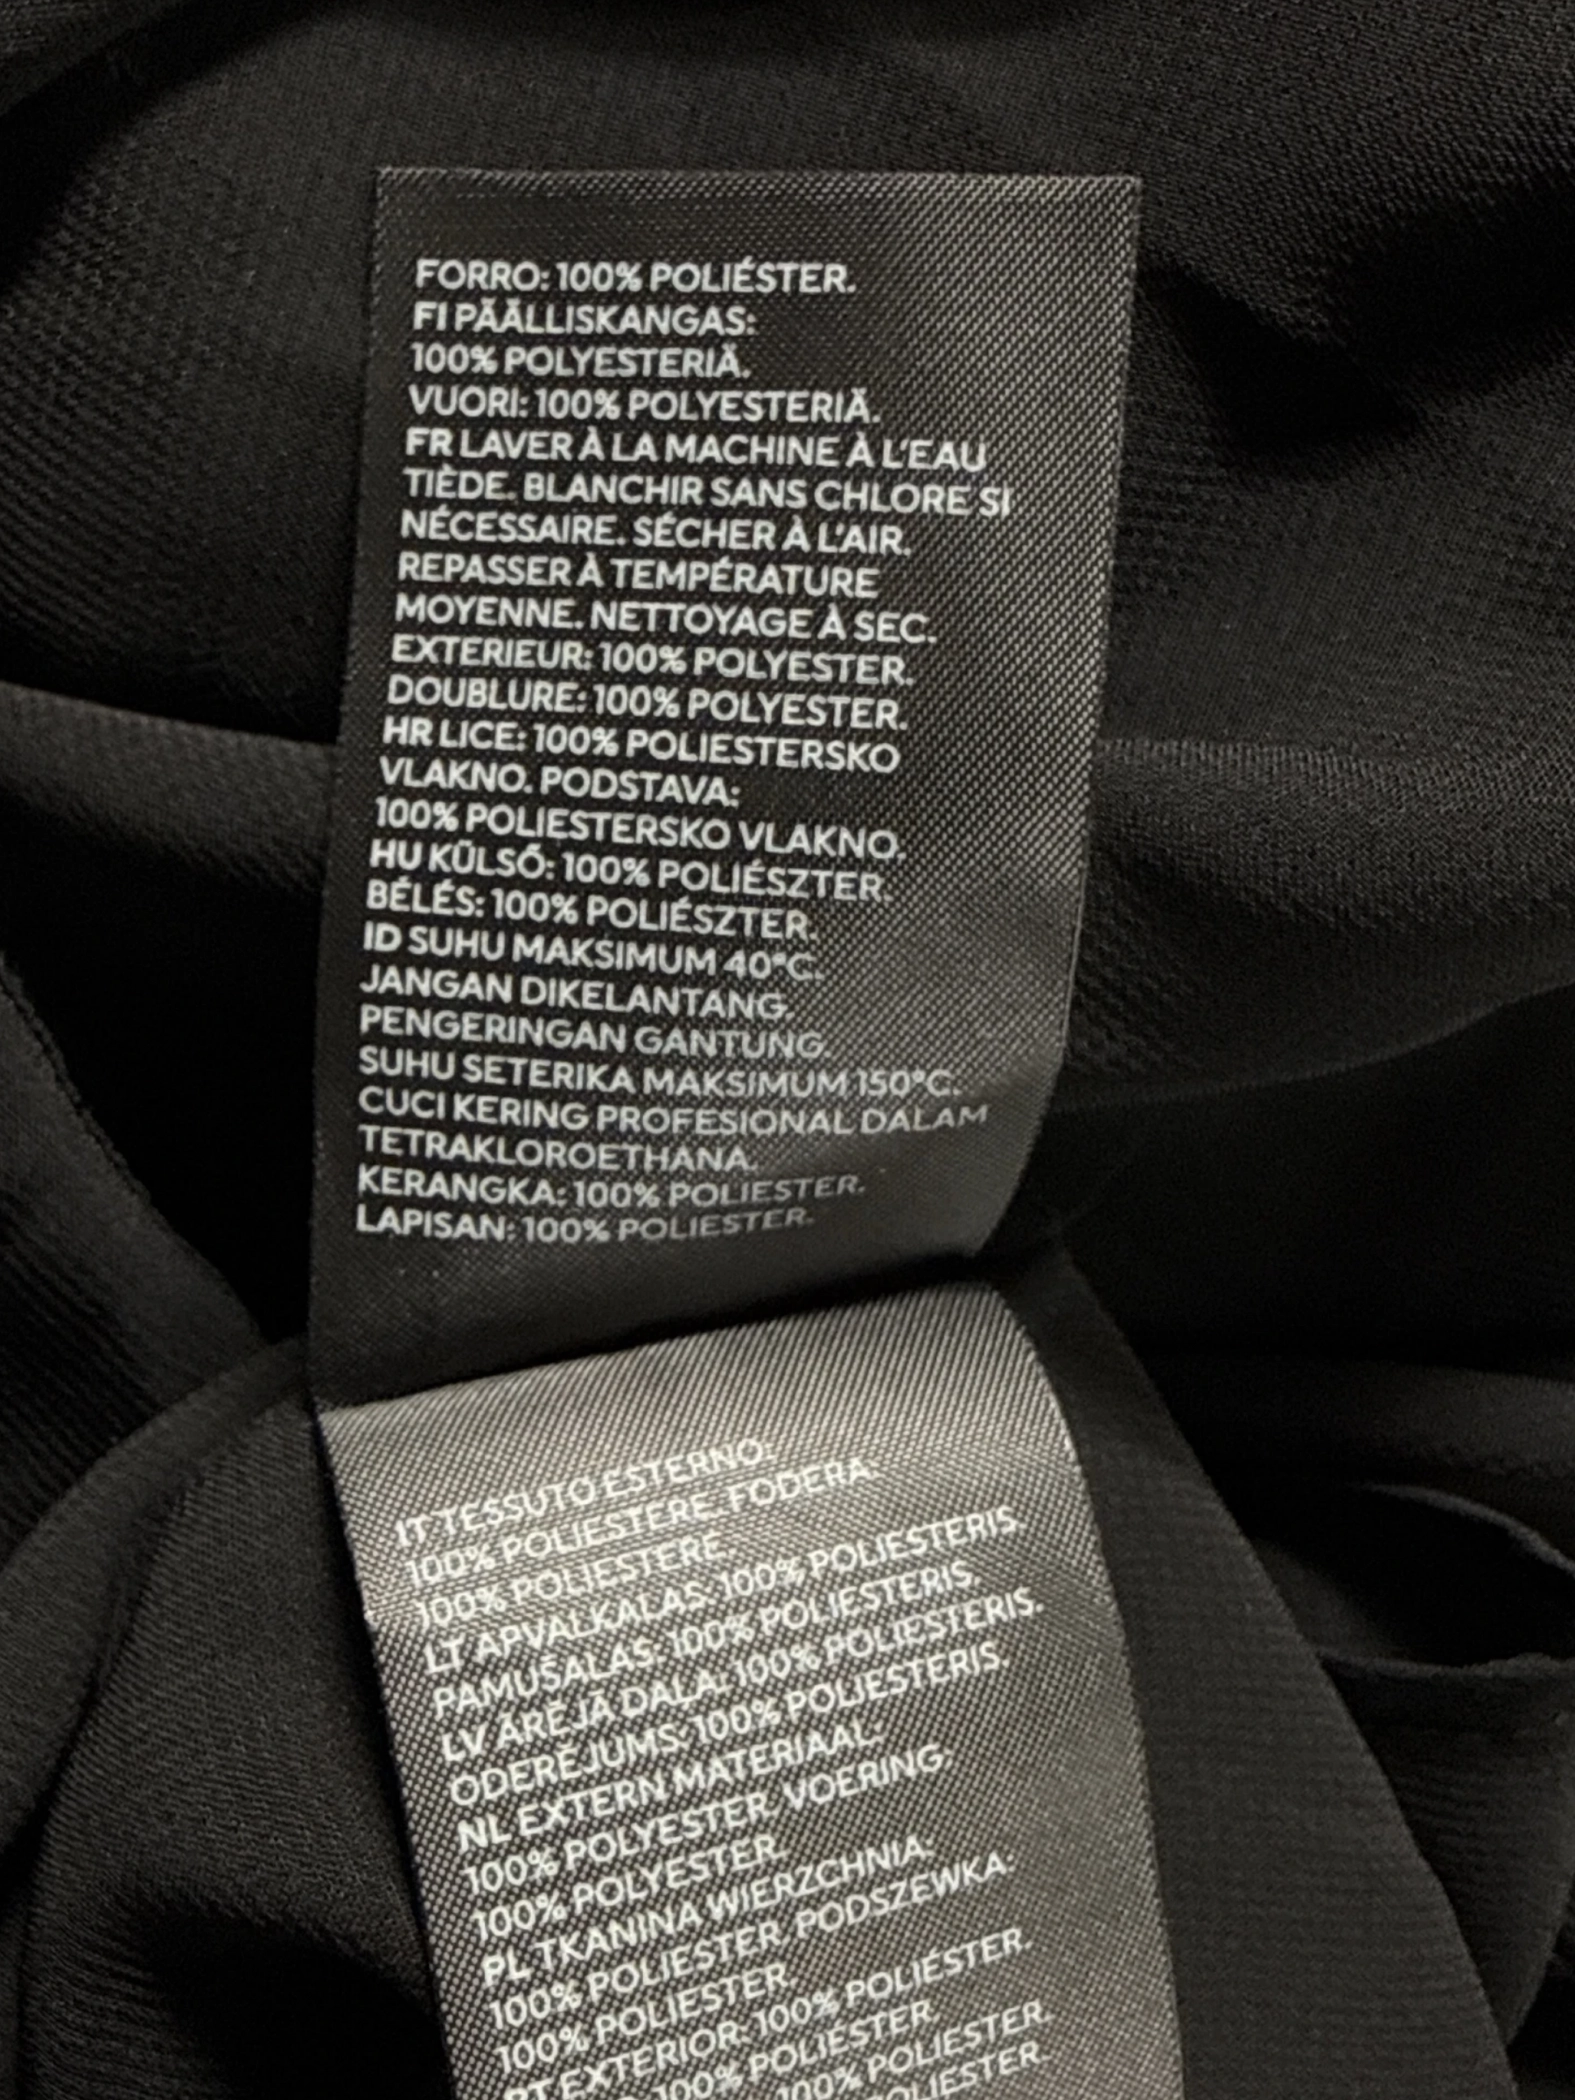 FORRO: 100% POLIÉSTER.
FI PÄÄLLISKANGAS:
100% POLYESTERIÄ.
VUORI: 100% POLYESTERIÄ.
FR LAVER À LA MACHINE À L'EAU
TIÈDE. BLANCHIR SANS CHLORE SI
NÉCESSAIRE. SÉCHER À L'AIR.
REPASSER À TEMPÉRATURE
MOYENNE. NETTOYAGE À SEC.
EXTERIEUR: 100% POLYESTER.
DOUBLURE: 100% POLYESTER.
HR LICE: 100% POLIESTERSKO
VLAKNO. PODSTAVA:
100% POLIESTERSKO VLAKNO.
HU KÜLSŐ: 100% POLIÉSZTER.
BÉLÉS: 100% POLIÉSZTER.
ID SUHU MAKSIMUM 40°C.
JANGAN DIKELANTANG.
PENGERINGAN GANTUNG.
SUHU SETERIKA MAKSIMUM 150°C.
CUCI KERING PROFESIONAL DALAM
TETRAKLOROETHANA.
KERANGKA: 100% POLIESTER.
LAPISAN: 100% POLIESTER.
IT TESSUTO ESTERNO:
100% POLIESTERE. FODERA:
100% POLIESTERE.
LT APVALKALAS: 100% POLIESTERIS.
PAMUŠALAS: 100% POLIESTERIS.
LV ĀRĒJĀ DAĻA: 100% POLIESTERIS.
ODERĒJUMS: 100% POLIESTERIS.
NL EXTERN MATERIAAL:
100% POLYESTER. VOERING:
100% POLYESTER.
PL TKANINA WIERZCHNIA:
100% POLIESTER. PODSZEWKA:
100% POLIESTER.
PT EXTERIOR: 100% POLIÉSTER.
100% POLIÉSTER.
100% POLIESTER.